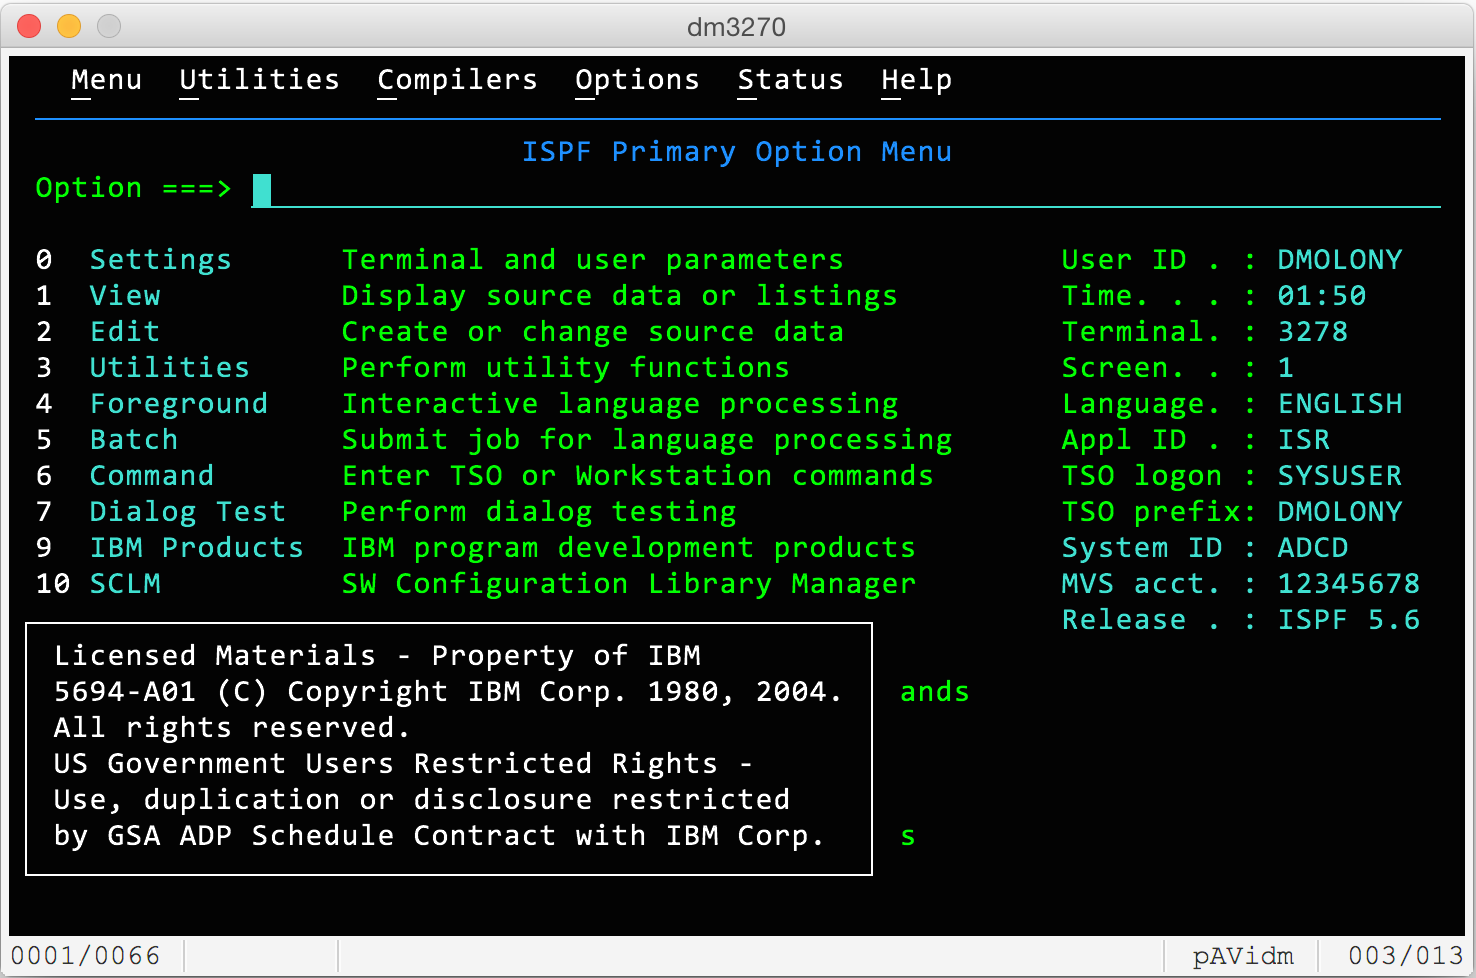 dm3270
Menu Utilities Compilers Options Status Help
ISPF Primary Option Menu
Option ===>
0 Settings Terminal and user parameters User ID . : DMOLONY
1 View Display source data or listings Time. . . : 01:50
2 Edit Create or change source data Terminal. : 3278
3 Utilities Perform utility functions Screen. . : 1
4 Foreground Interactive language processing Language. : ENGLISH
5 Batch Submit job for language processing Appl ID . : ISR
6 Command Enter TSO or Workstation commands TSO logon : SYSUSER
7 Dialog Test Perform dialog testing TSO prefix: DMOLONY
9 IBM Products IBM program development products System ID : ADCD
10 SCLM SW Configuration Library Manager MVS acct. : 12345678
Release . : ISPF 5.6
Licensed Materials - Property of IBM
5694-A01 (C) Copyright IBM Corp. 1980, 2004. ands
All rights reserved.
US Government Users Restricted Rights -
Use, duplication or disclosure restricted
by GSA ADP Schedule Contract with IBM Corp. s
0001/0066 pAVidm 003/013